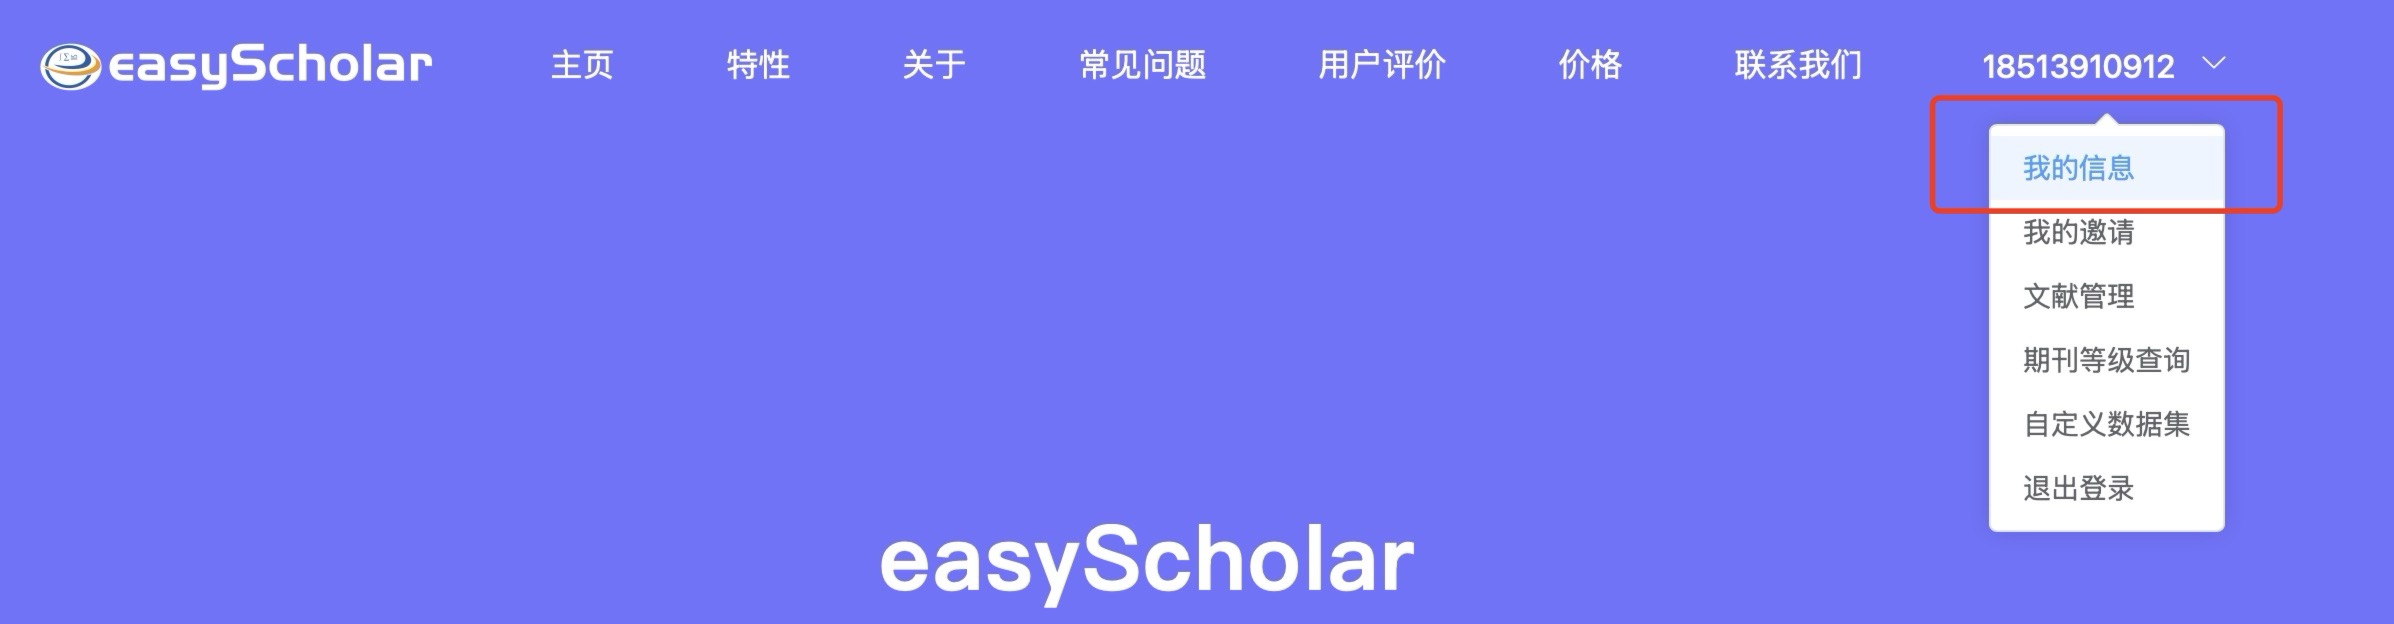 easyScholar 主页 特性 关于 常见问题 用户评价 价格 联系我们 18513910912
我的信息
我的邀请
文献管理
期刊等级查询
自定义数据集
退出登录
easyScholar